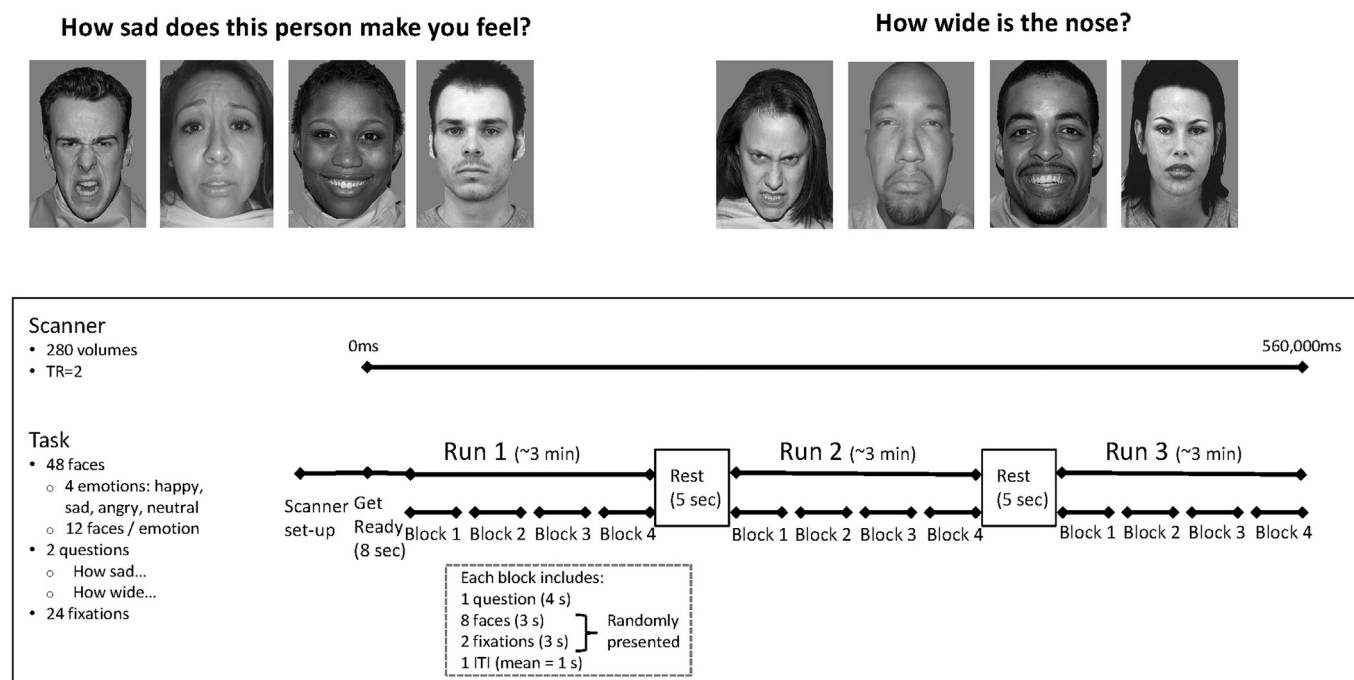 How sad does this person make you feel?
How wide is the nose?
Scanner
• 280 volumes
• TR=2
0ms
560,000ms
Task
• 48 faces
o 4 emotions: happy,
sad, angry, neutral
o 12 faces / emotion
• 2 questions
o How sad...
o How wide...
• 24 fixations
Scanner
set-up
Get
Ready
(8 sec)
Run 1 (~3 min)
Block 1 Block 2 Block 3 Block 4
Rest
(5 sec)
Run 2 (~3 min)
Block 1 Block 2 Block 3 Block 4
Rest
(5 sec)
Run 3 (~3 min)
Block 1 Block 2 Block 3 Block 4
Each block includes:
1 question (4 s)
8 faces (3 s)
2 fixations (3 s)
Randomly
presented
1 ITI (mean = 1 s)